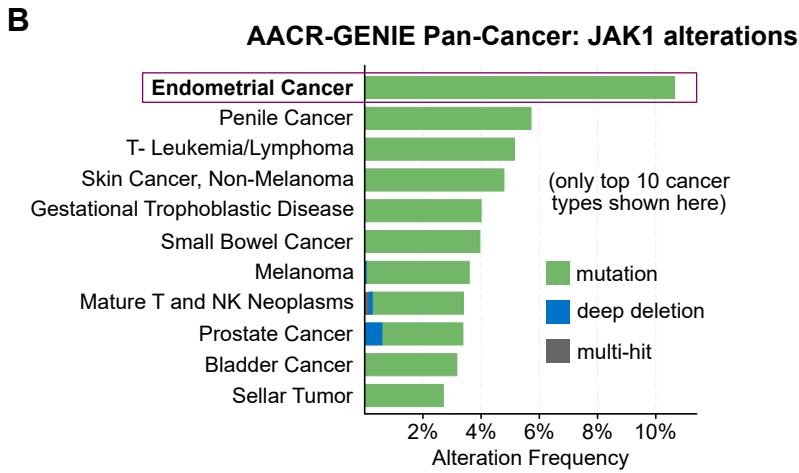 B
AACR-GENIE Pan-Cancer: JAK1 alterations
Endometrial Cancer
Penile Cancer
T- Leukemia/Lymphoma
Skin Cancer, Non-Melanoma
Gestational Trophoblastic Disease
Small Bowel Cancer
Melanoma
Mature T and NK Neoplasms
Prostate Cancer
Bladder Cancer
Sellar Tumor
(only top 10 cancer
types shown here)
mutation
deep deletion
multi-hit
2% 4% 6% 8% 10%
Alteration Frequency